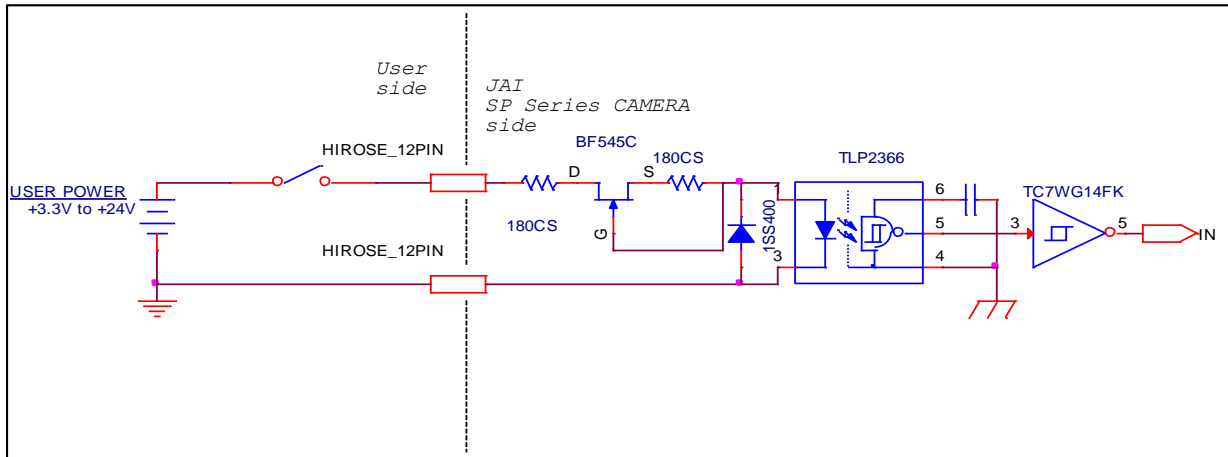 User
side
JAI
SP Series CAMERA
side
HIROSE_12PIN
BF545C
D
S
180CS
180CS
G
TLP2366
TC7WG14FK
USER POWER
+3.3V to +24V
1SS400
1
3
6
5
4
3
5
IN
HIROSE_12PIN